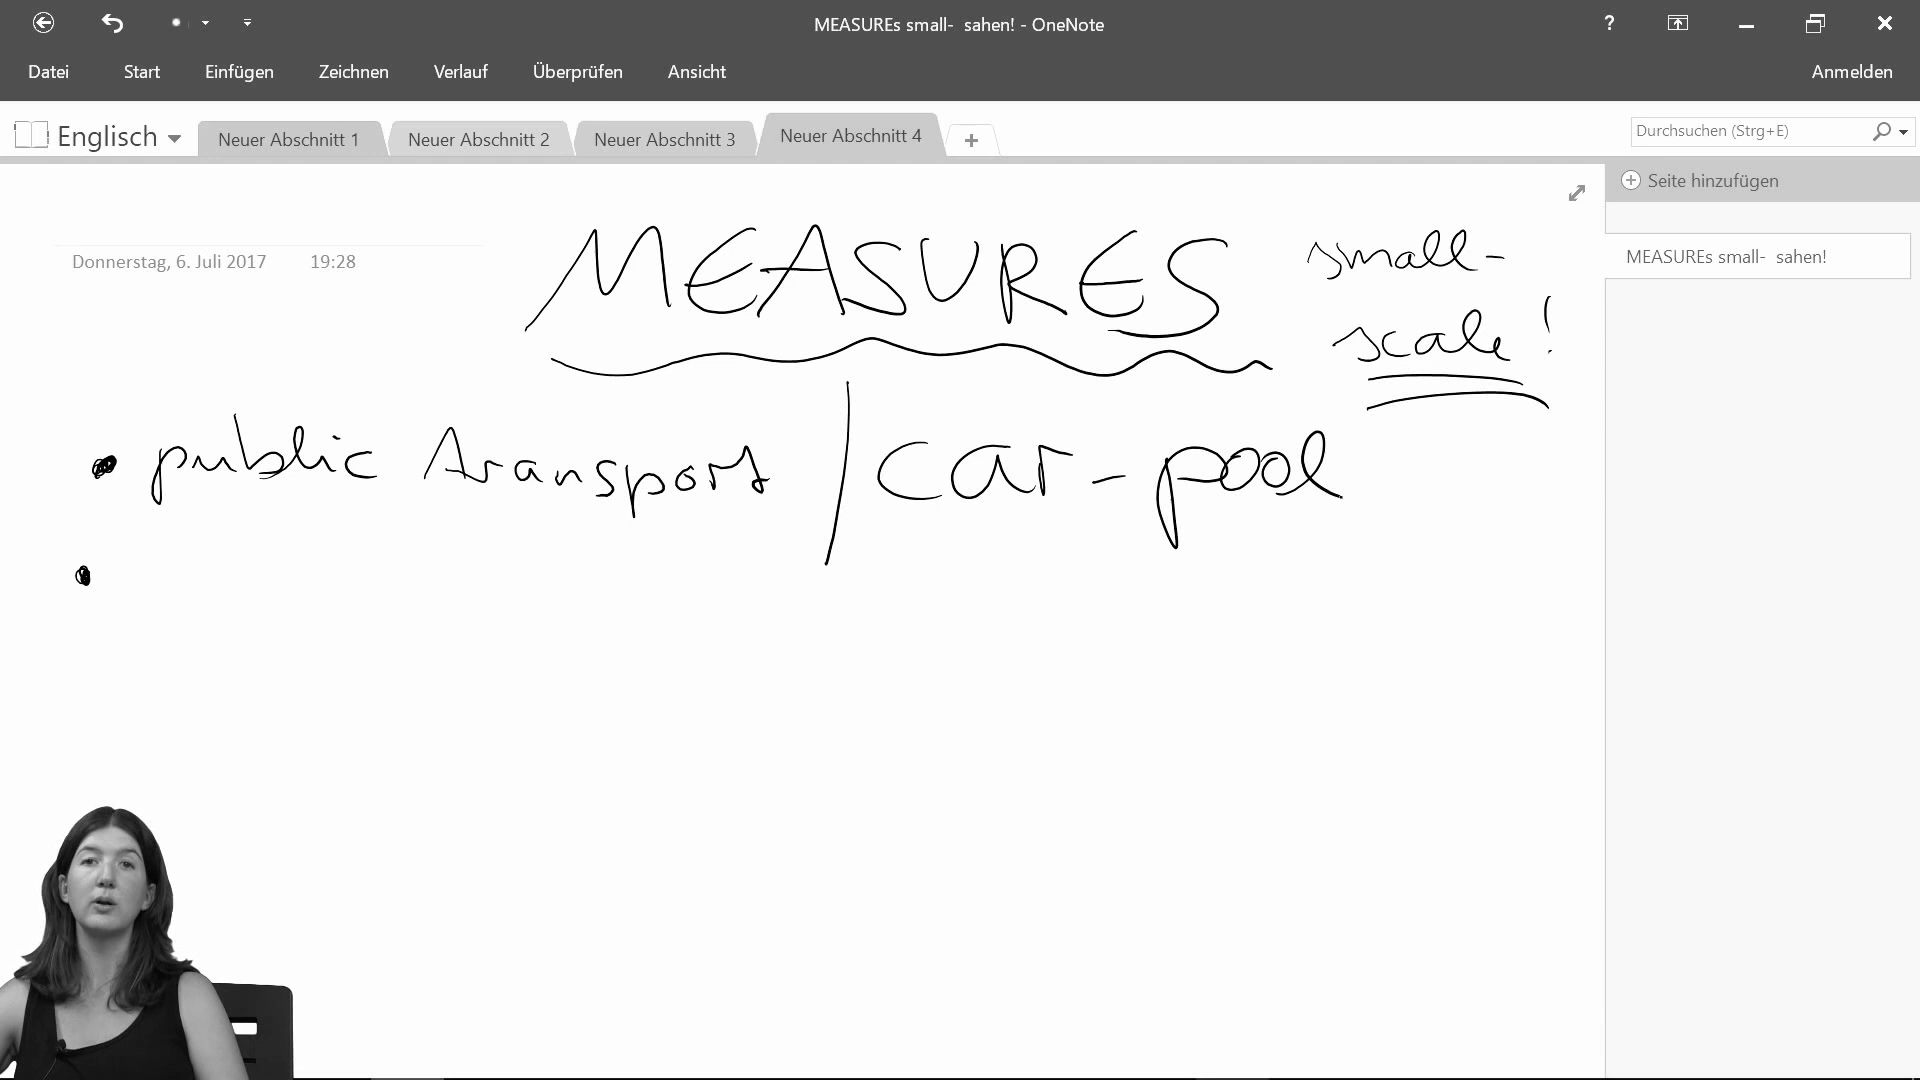 MEASUREs small-  sahen! - OneNote
?
Datei Start Einfügen Zeichnen Verlauf Überprüfen Ansicht Anmelden
Englisch Neuer Abschnitt 1 Neuer Abschnitt 2 Neuer Abschnitt 3 Neuer Abschnitt 4 +
Durchsuchen (Strg+E)
Seite hinzufügen
MEASUREs small-  sahen!
Donnerstag, 6. Juli 2017 19:28
MEASURES
small-
scale!
• public transport / car-pool
•